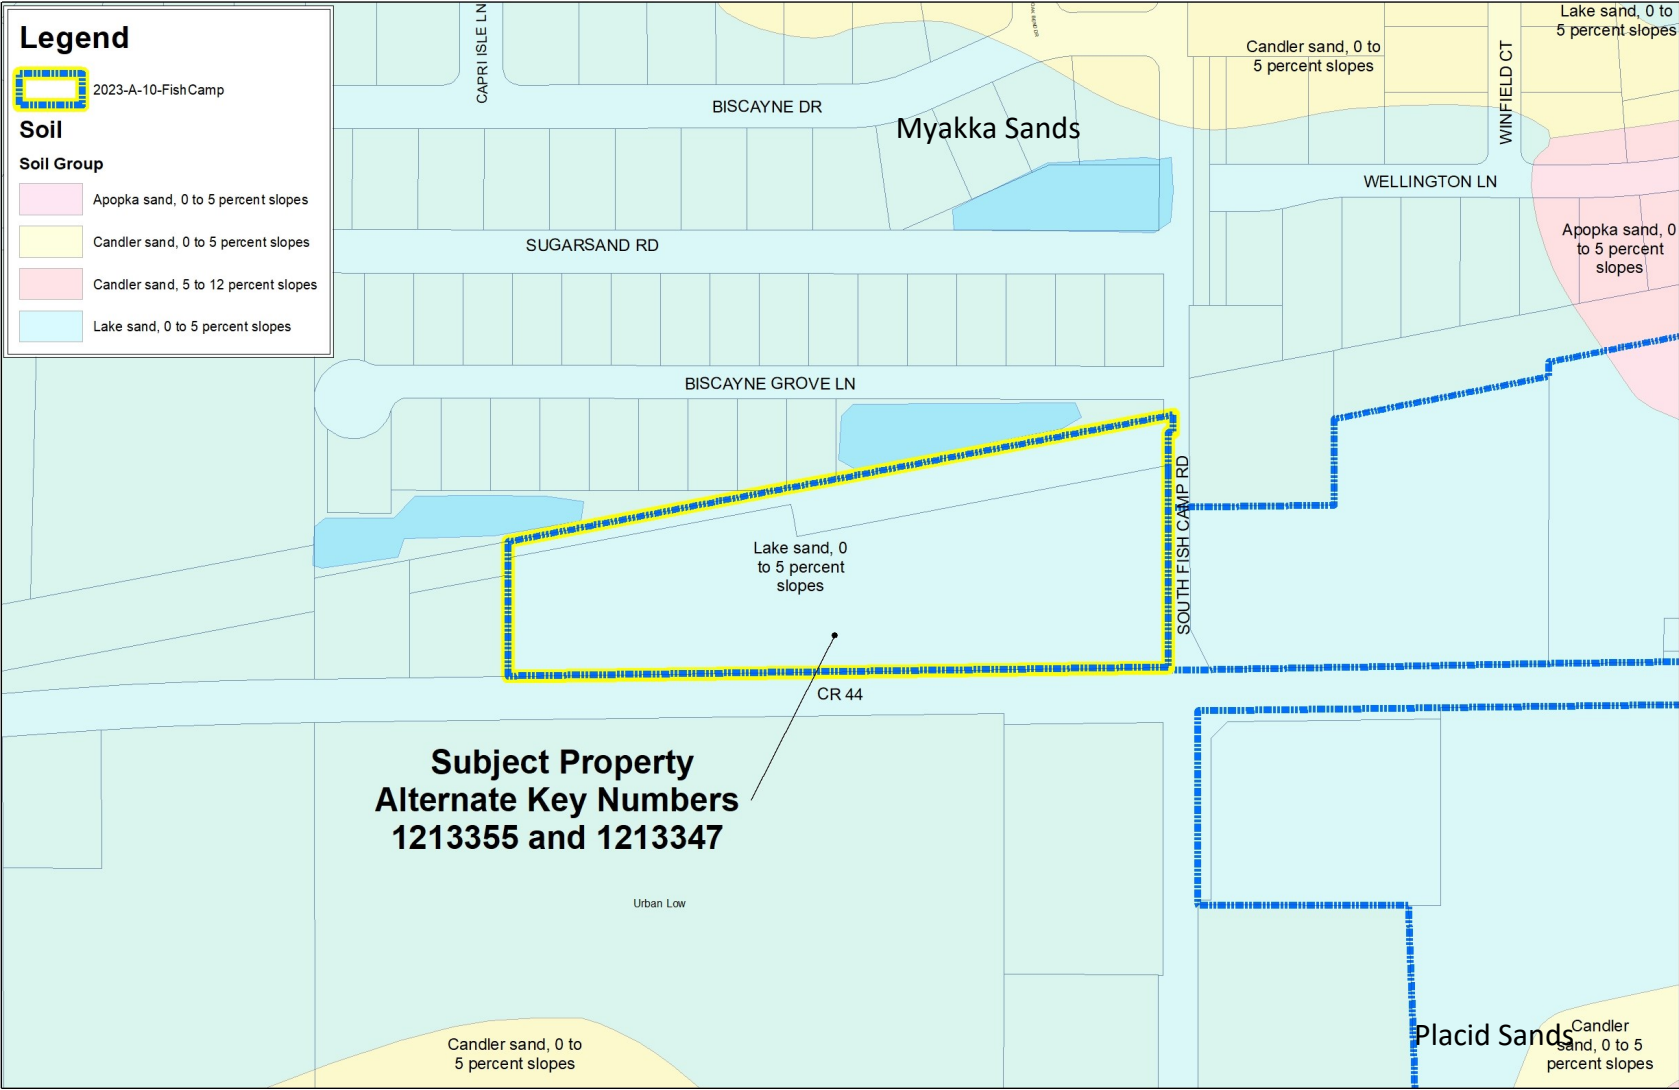 Legend
2023-A-10-FishCamp
Soil
Soil Group
Apopka sand, 0 to 5 percent slopes
Candler sand, 0 to 5 percent slopes
Candler sand, 5 to 12 percent slopes
Lake sand, 0 to 5 percent slopes
CAPRI ISLE LN
BISCAYNE DR
Myakka Sands
Candler sand, 0 to
5 percent slopes
WINFIELD CT
Lake sand, 0 to
5 percent slopes
WELLINGTON LN
Apopka sand, 0
to 5 percent
slopes
SUGARSAND RD
BISCAYNE GROVE LN
SOUTH FISH CAMP RD
Lake sand, 0
to 5 percent
slopes
CR 44
Subject Property
Alternate Key Numbers
1213355 and 1213347
Urban Low
Candler sand, 0 to
5 percent slopes
Placid Sands
Candler
sand, 0 to 5
percent slopes